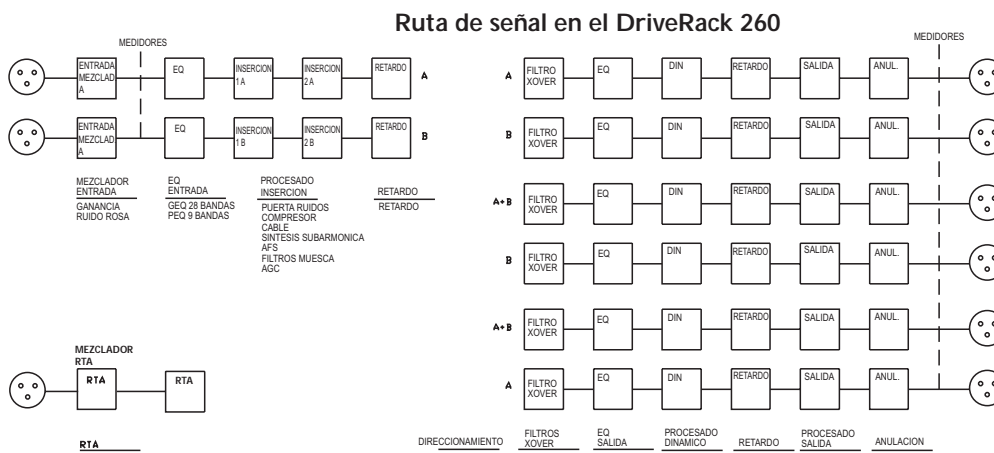 Ruta de señal en el DriveRack 260
MEDIDORES
ENTRADA
MEZCLAD
A
EQ
INSERCION
1 A
INSERCION
2 A
RETARDO
A
ENTRADA
MEZCLAD
A
EQ
INSERCION
1 B
INSERCION
2 B
RETARDO
B
MEZCLADOR
ENTRADA
GANANCIA
RUIDO ROSA
EQ
ENTRADA
GEQ 28 BANDAS
PEQ 9 BANDAS
PROCESADO
INSERCION
PUERTA RUIDOS
COMPRESOR
CABLE
SINTESIS SUBARMONICA
AFS
FILTROS MUESCA
AGC
RETARDO
RETARDO
MEZCLADOR
RTA
RTA
RTA
RTA
MEDIDORES
A
FILTRO
XOVER
EQ
DIN
RETARDO
SALIDA
ANUL.
B
FILTRO
XOVER
EQ
DIN
RETARDO
SALIDA
ANUL.
A+B
FILTRO
XOVER
EQ
DIN
RETARDO
SALIDA
ANUL.
B
FILTRO
XOVER
EQ
DIN
RETARDO
SALIDA
ANUL.
A+B
FILTRO
XOVER
EQ
DIN
RETARDO
SALIDA
ANUL.
A
FILTRO
XOVER
EQ
DIN
RETARDO
SALIDA
ANUL.
DIRECCIONAMIENTO
FILTROS
XOVER
EQ
SALIDA
PROCESADO
DINAMICO
RETARDO
PROCESADO
SALIDA
ANULACION